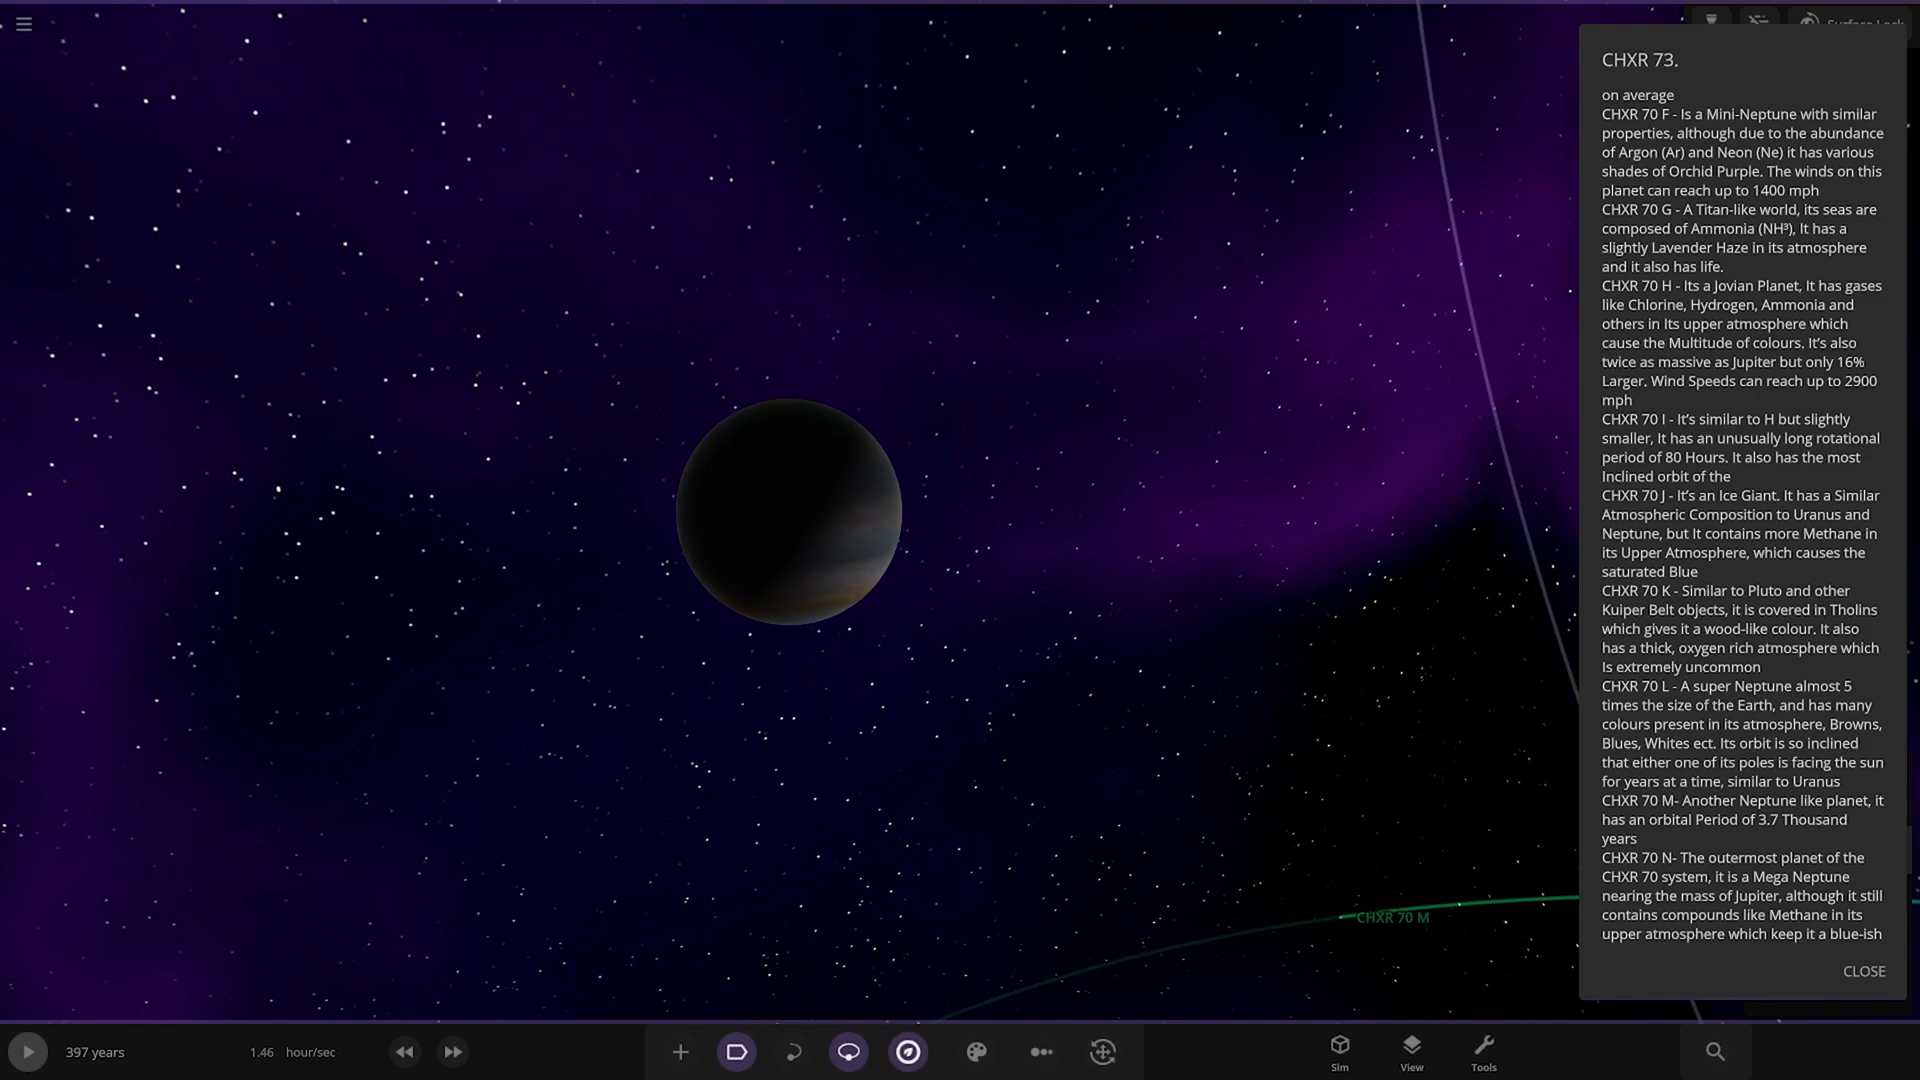 Surface Lock
CHXR 73.
on average
CHXR 70 F - Is a Mini-Neptune with similar
properties, although due to the abundance
of Argon (Ar) and Neon (Ne) it has various
shades of Orchid Purple. The winds on this
planet can reach up to 1400 mph
CHXR 70 G - A Titan-like world, its seas are
composed of Ammonia (NH³), It has a
slightly Lavender Haze in its atmosphere
and it also has life.
CHXR 70 H - Its a Jovian Planet, It has gases
like Chlorine, Hydrogen, Ammonia and
others in Its upper atmosphere which
cause the Multitude of colours. It’s also
twice as massive as Jupiter but only 16%
Larger. Wind Speeds can reach up to 2900
mph
CHXR 70 I - It’s similar to H but slightly
smaller, It has an unusually long rotational
period of 80 Hours. It also has the most
Inclined orbit of the
CHXR 70 J - It’s an Ice Giant. It has a Similar
Atmospheric Composition to Uranus and
Neptune, but It contains more Methane in
its Upper Atmosphere, which causes the
saturated Blue
CHXR 70 K - Similar to Pluto and other
Kuiper Belt objects, it is covered in Tholins
which gives it a wood-like colour. It also
has a thick, oxygen rich atmosphere which
Is extremely uncommon
CHXR 70 L - A super Neptune almost 5
times the size of the Earth, and has many
colours present in its atmosphere, Browns,
Blues, Whites ect. Its orbit is so inclined
that either one of its poles is facing the sun
for years at a time, similar to Uranus
CHXR 70 M- Another Neptune like planet, it
has an orbital Period of 3.7 Thousand
years
CHXR 70 N- The outermost planet of the
CHXR 70 system, it is a Mega Neptune
nearing the mass of Jupiter, although it still
contains compounds like Methane in its
upper atmosphere which keep it a blue-ish
CLOSE
CHXR 70 M
397 years
1.46 hour/sec
Sim
View
Tools